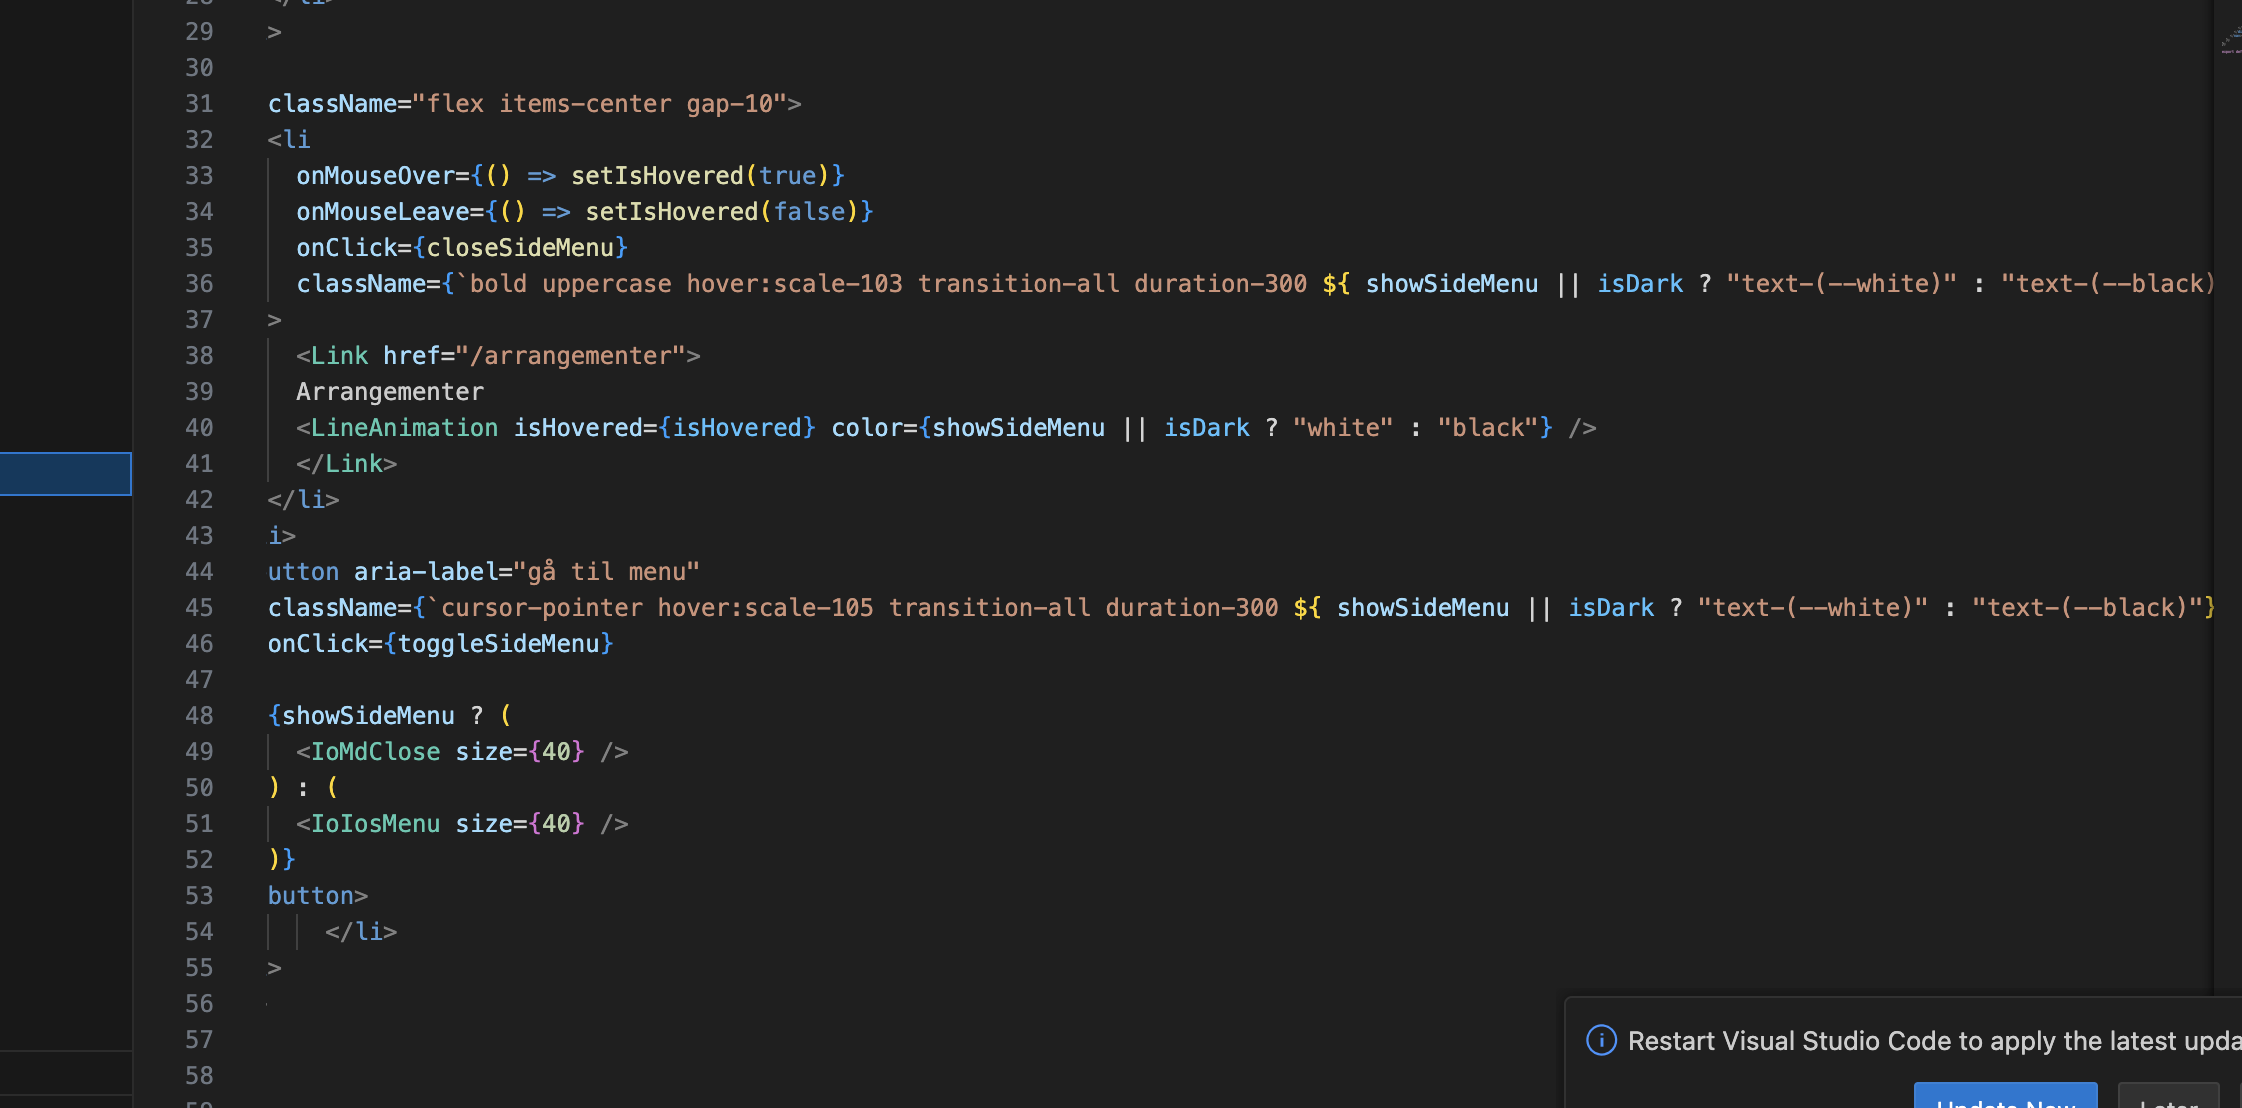 28 </li>
29 >
30
31 className="flex items-center gap-10">
32 <li
33 onMouseOver={() => setIsHovered(true)}
34 onMouseLeave={() => setIsHovered(false)}
35 onClick={closeSideMenu}
36 className={`bold uppercase hover:scale-103 transition-all duration-300 ${ showSideMenu || isDark ? "text-(--white)" : "text-(--black)
37 >
38 <Link href="/arrangementer">
39 Arrangementer
40 <LineAnimation isHovered={isHovered} color={showSideMenu || isDark ? "white" : "black"} />
41 </Link>
42 </li>
43 i>
44 utton aria-label="gå til menu"
45 className={`cursor-pointer hover:scale-105 transition-all duration-300 ${ showSideMenu || isDark ? "text-(--white)" : "text-(--black)"}
46 onClick={toggleSideMenu}
47
48 {showSideMenu ? (
49 <IoMdClose size={40} />
50 ) : (
51 <IoIosMenu size={40} />
52 )}
53 button>
54 </li>
55 >
56
57
58
59
Restart Visual Studio Code to apply the latest upda
Update Now
Later